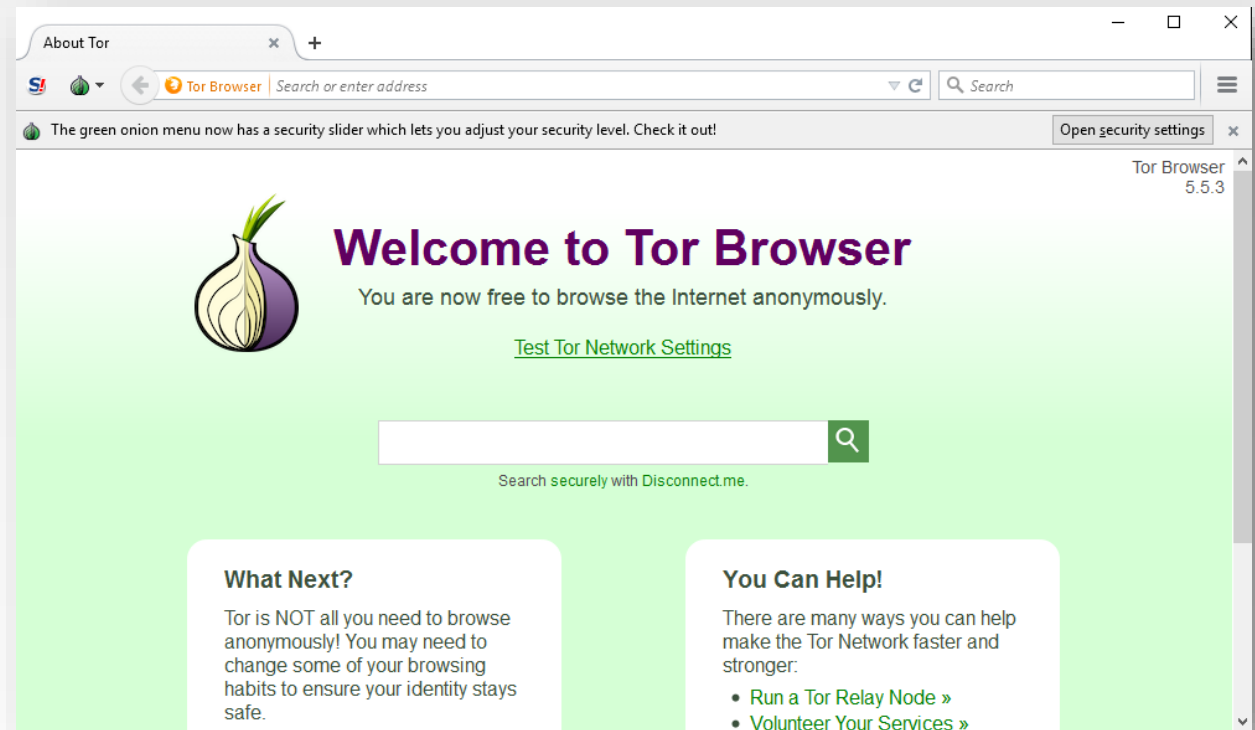 About Tor
S! Tor Browser Search or enter address Search
The green onion menu now has a security slider which lets you adjust your security level. Check it out! Open security settings
Tor Browser
5.5.3
Welcome to Tor Browser
You are now free to browse the Internet anonymously.
Test Tor Network Settings
Search securely with Disconnect.me.
What Next?
Tor is NOT all you need to browse
anonymously! You may need to
change some of your browsing
habits to ensure your identity stays
safe.
You Can Help!
There are many ways you can help
make the Tor Network faster and
stronger:
• Run a Tor Relay Node »
• Volunteer Your Services »